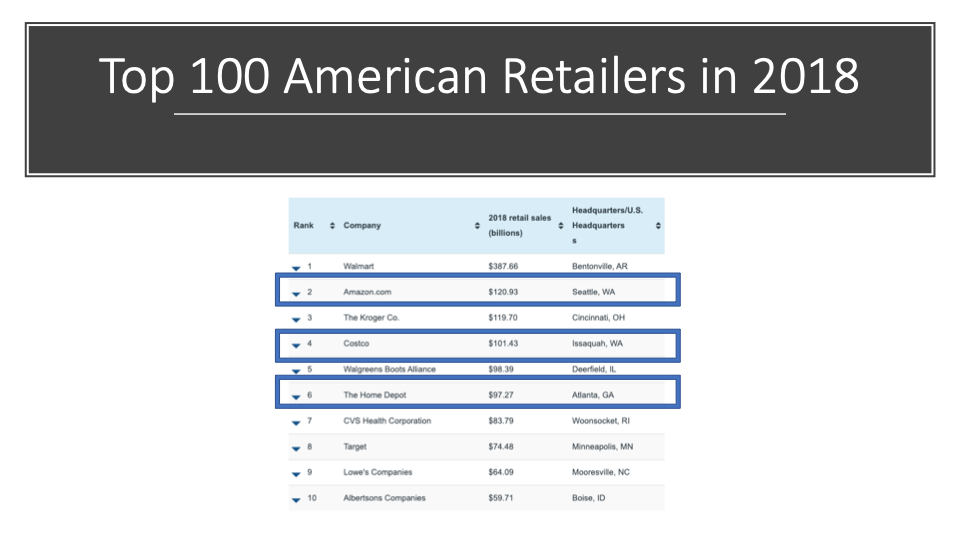 Top 100 American Retailers in 2018
Rank Company 2018 retail sales (billions) Headquarters/U.S. Headquarters s
1 Walmart $387.66 Bentonville, AR
2 Amazon.com $120.93 Seattle, WA
3 The Kroger Co. $119.70 Cincinnati, OH
4 Costco $101.43 Issaquah, WA
5 Walgreens Boots Alliance $98.39 Deerfield, IL
6 The Home Depot $97.27 Atlanta, GA
7 CVS Health Corporation $83.79 Woonsocket, RI
8 Target $74.48 Minneapolis, MN
9 Lowe's Companies $64.09 Mooresville, NC
10 Albertsons Companies $59.71 Boise, ID